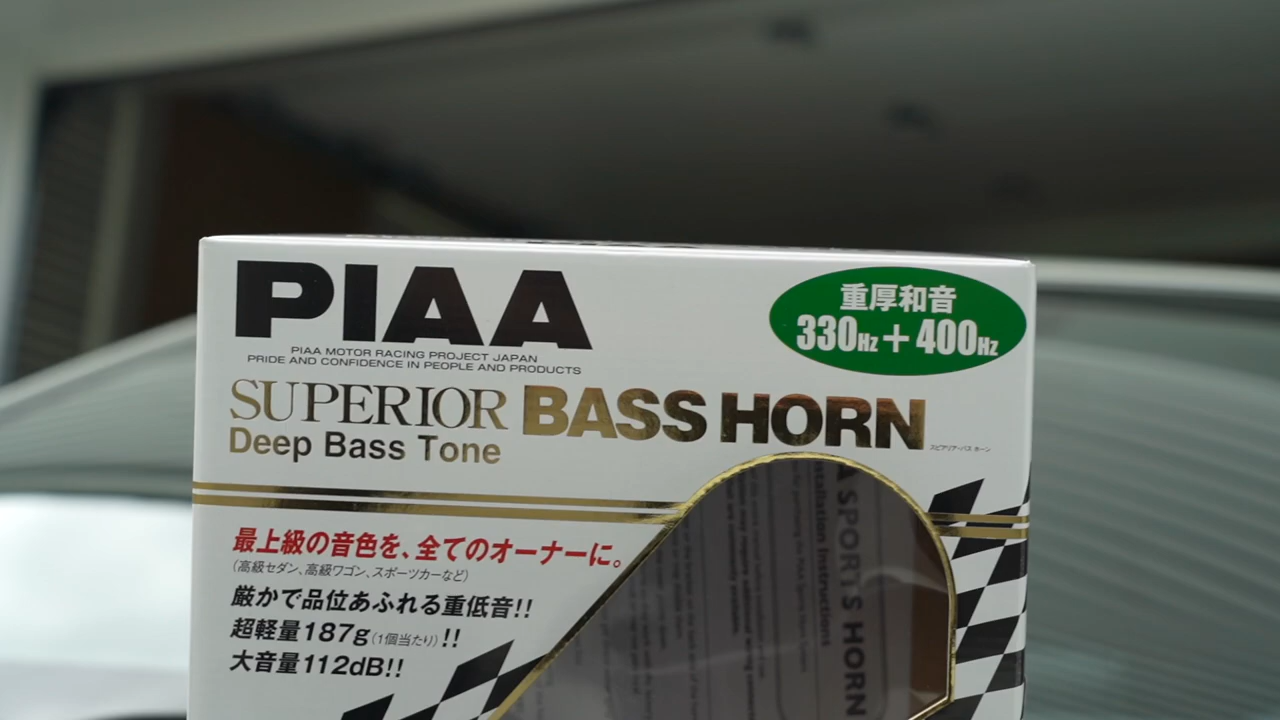 PIAA
PIAA MOTOR RACING PROJECT JAPAN
PRIDE AND CONFIDENCE IN PEOPLE AND PRODUCTS
重厚和音
330Hz+400Hz
SUPERIOR BASS HORN
スピアリアーバス ホーン
Deep Bass Tone
最上級の音色を、全てのオーナーに。
(高級セダン、高級ワゴン、スポーツカーなど)
厳かで品位あふれる重低音!!
超軽量187g(1個当たり)!!
大音量112dB!!
SPORTS HORN
Installation Instructions